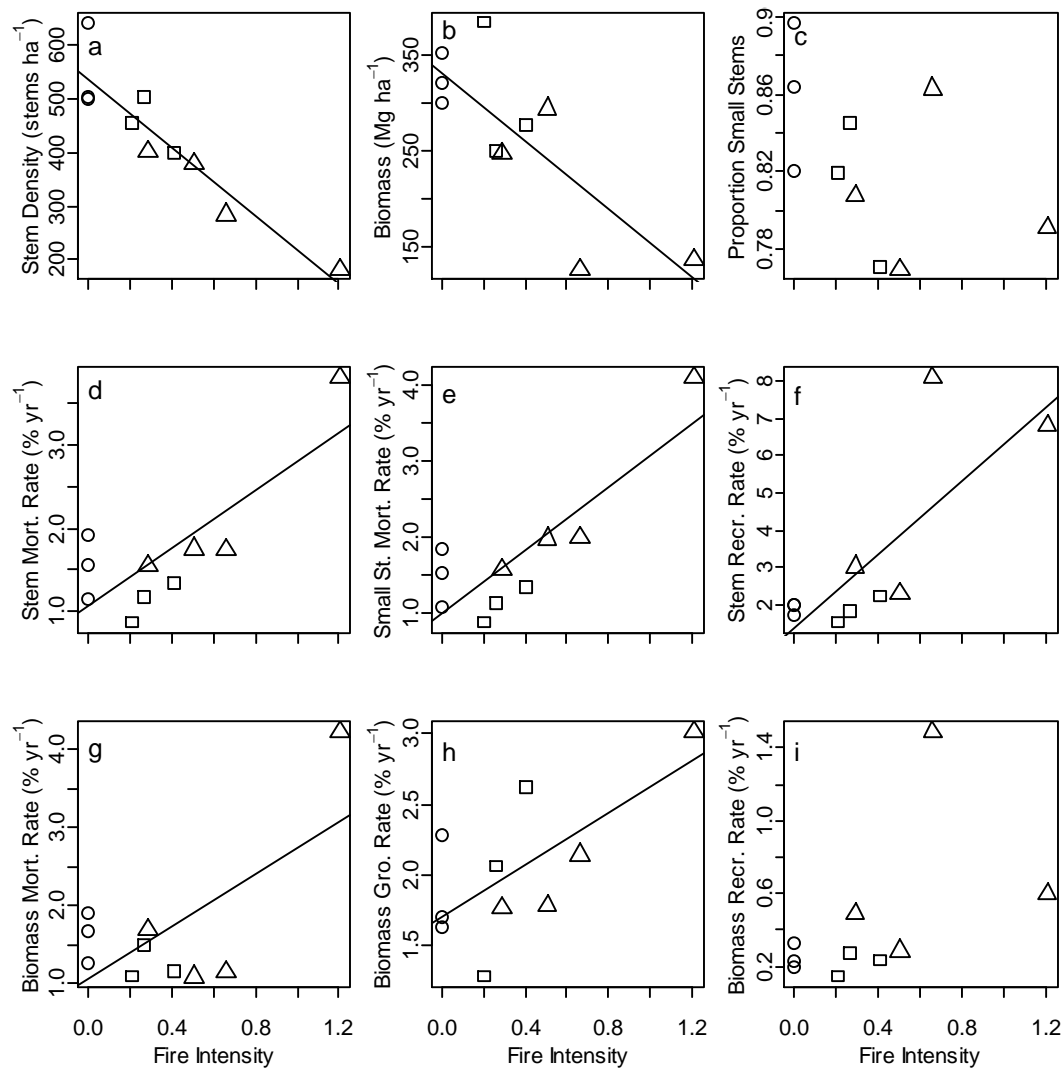 a
Stem Density (stems ha⁻¹)
200 300 400 500 600
b
Biomass (Mg ha⁻¹)
150 250 350
c
Proportion Small Stems
0.78 0.82 0.86 0.9
d
Stem Mort. Rate (% yr⁻¹)
1.0 2.0 3.0
e
Small St. Mort. Rate (% yr⁻¹)
1.0 2.0 3.0 4.0
f
Stem Recr. Rate (% yr⁻¹)
2 3 4 5 6 7 8
g
Biomass Mort. Rate (% yr⁻¹)
1.0 2.0 3.0 4.0
0.0 0.4 0.8 1.2
Fire Intensity
h
Biomass Gro. Rate (% yr⁻¹)
1.5 2.0 2.5 3.0
0.0 0.4 0.8 1.2
Fire Intensity
i
Biomass Recr. Rate (% yr⁻¹)
0.2 0.6 1.0 1.4
0.0 0.4 0.8 1.2
Fire Intensity